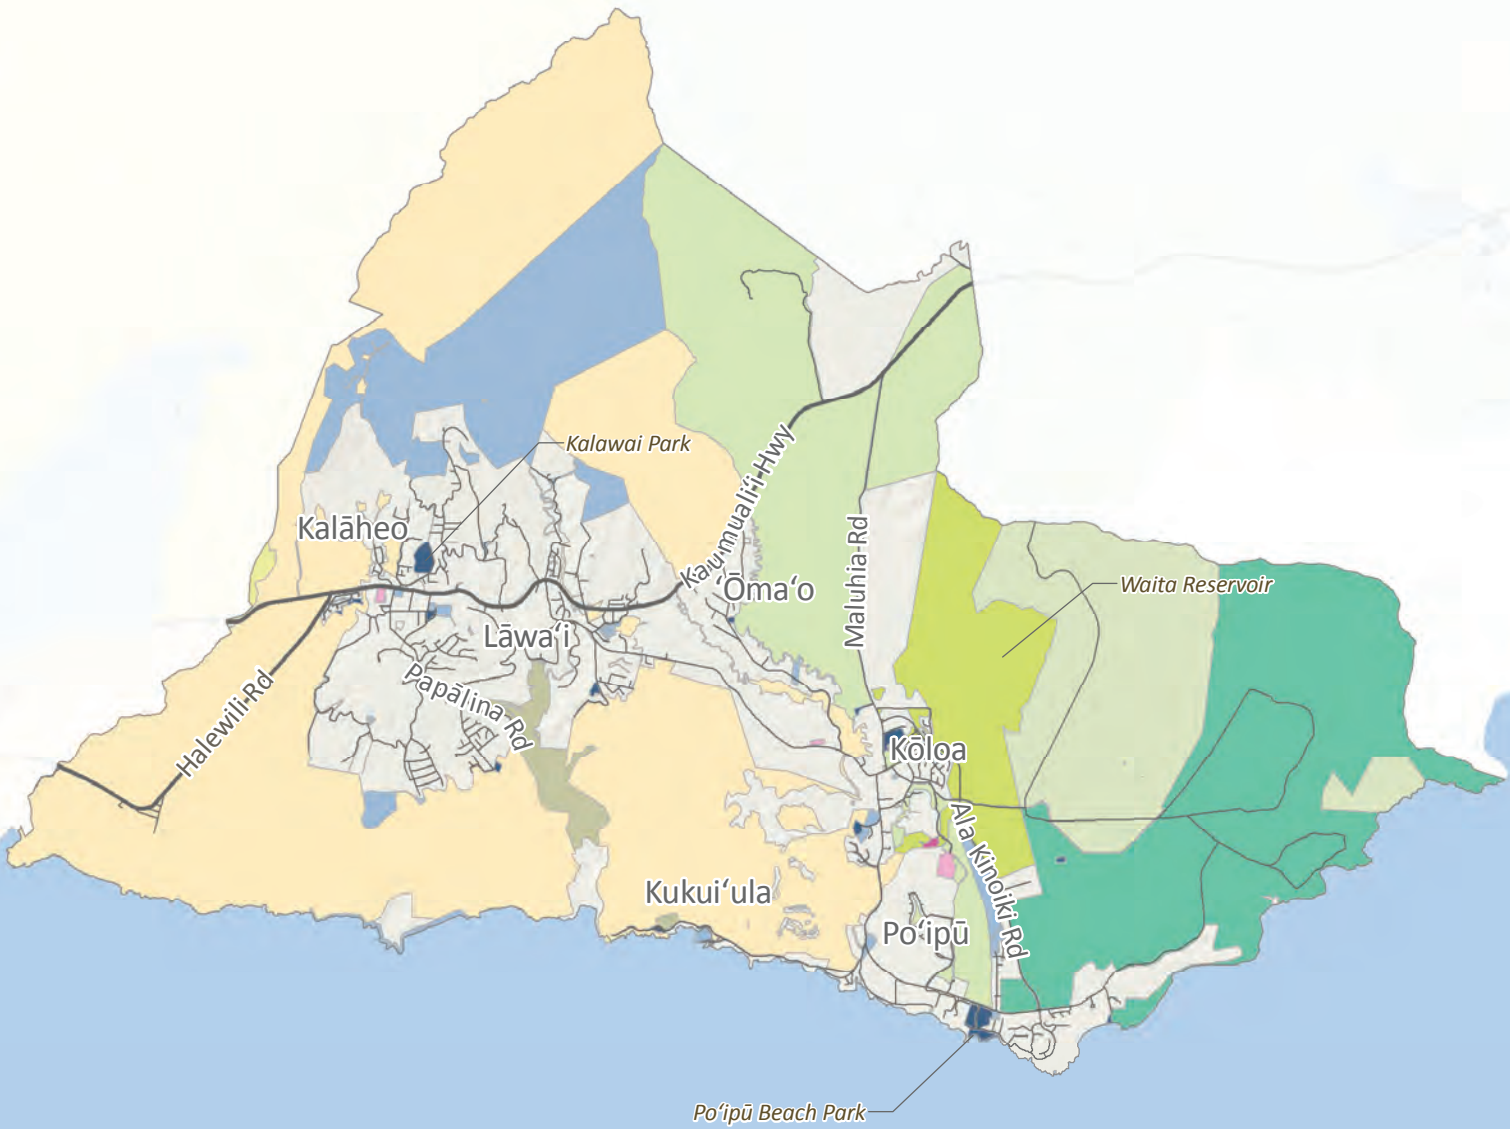 Kalawai Park
Kalāheo
Kaumualiʻi Hwy
ʻŌmaʻo
Maluhia Rd
Waita Reservoir
Lāwaʻi
Papālina Rd
Halewili Rd
Kōloa
Ala Kinoiki Rd
Kukuiʻula
Poʻipū
Poʻipū Beach Park